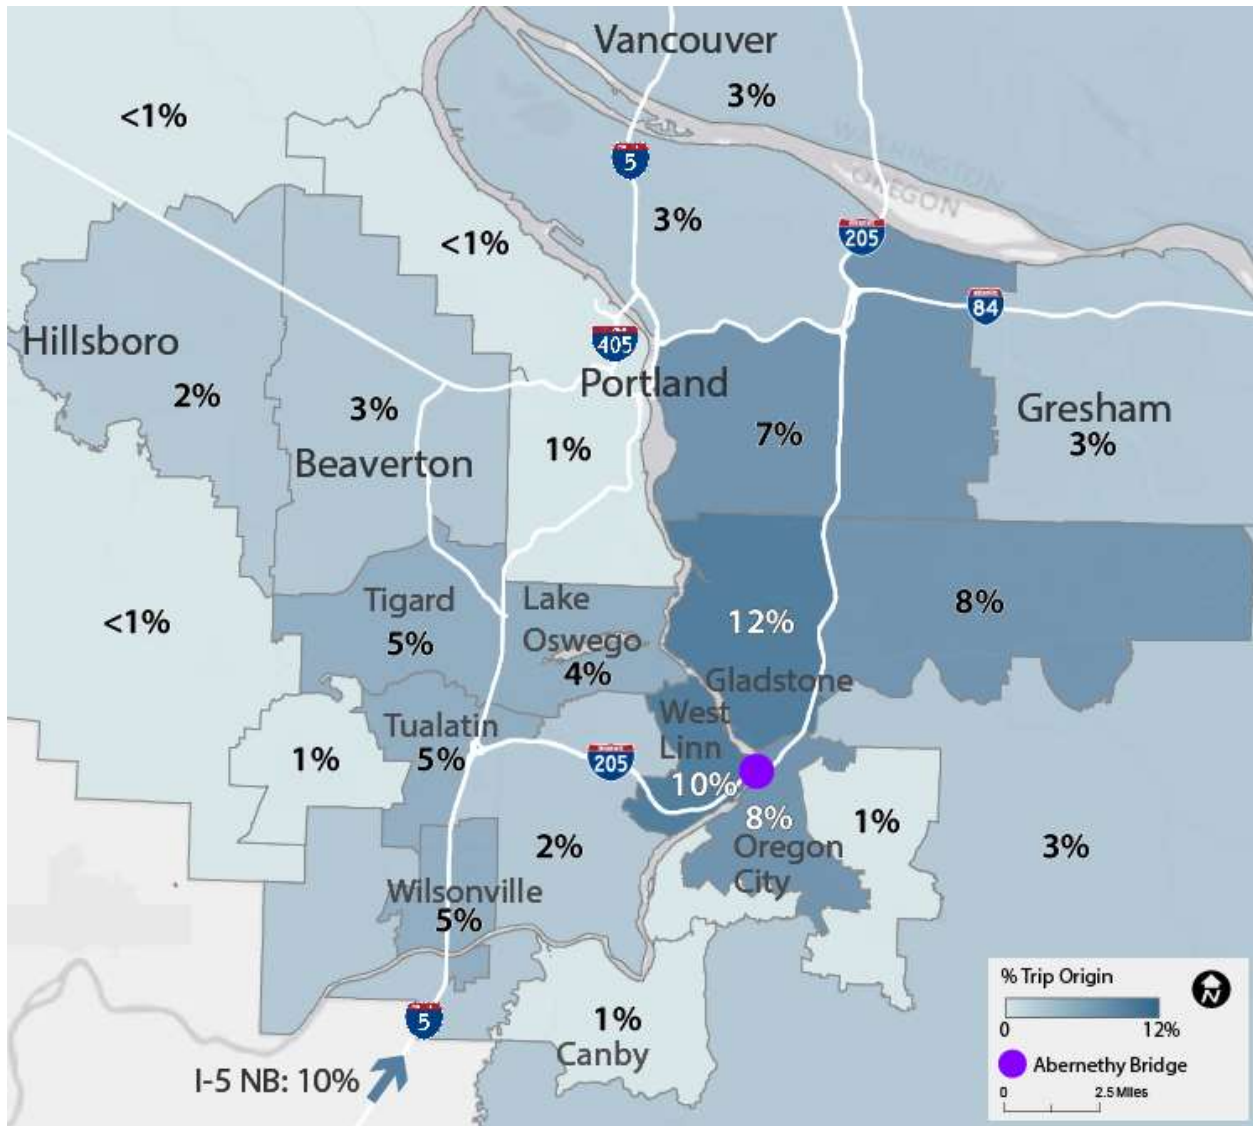 Vancouver
3%
<1%
WASHINGTON
OREGON
5
3%
205
<1%
84
405
Hillsboro
2%
3%
Beaverton
Portland
1%
7%
Gresham
3%
Tigard
5%
Lake
Oswego
4%
12%
8%
<1%
Gladstone
West
Linn
10%
Tualatin
5%
205
1%
8%
Oregon
City
1%
2%
3%
Wilsonville
5%
5
1%
Canby
I-5 NB: 10%
% Trip Origin
N
0 12%
Abernethy Bridge
0 2.5 Miles